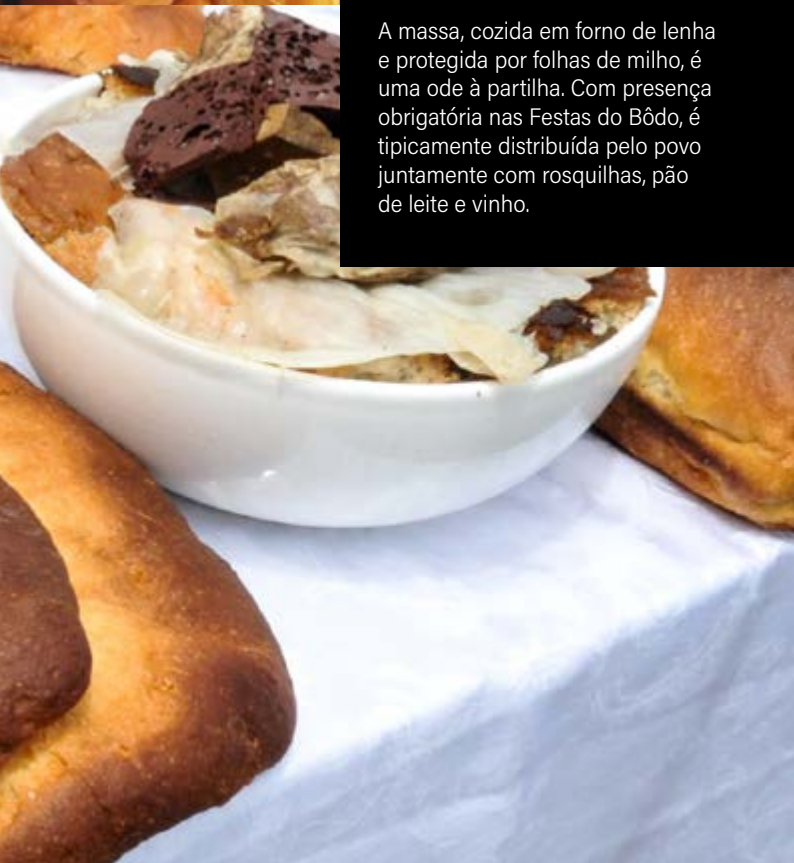 A massa, cozida em forno de lenha
e protegida por folhas de milho, é
uma ode à partilha. Com presença
obrigatória nas Festas do Bôdo, é
tipicamente distribuída pelo povo
juntamente com rosquilhas, pão
de leite e vinho.